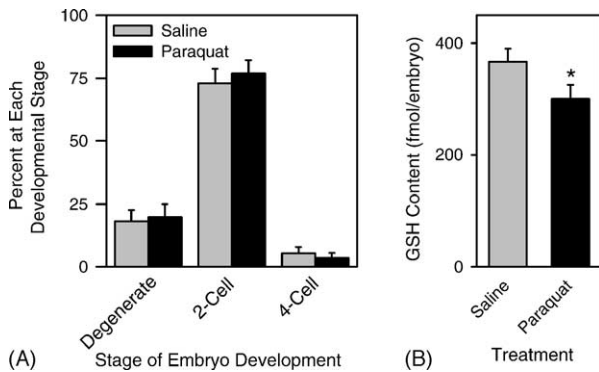 100
75
50
25
0
Percent at Each
Developmental Stage
Saline
Paraquat
Degenerate
2-Cell
4-Cell
(A)
Stage of Embryo Development
400
200
0
GSH Content (fmol/embryo)
*
Saline
Paraquat
(B)
Treatment